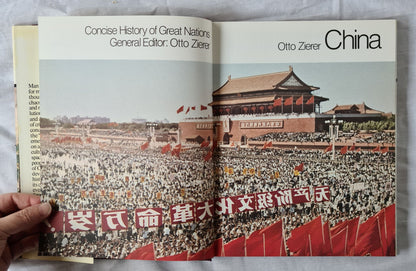 Concise History of Great Nations
General Editor: Otto Zierer
Otto Zierer China
无产阶级文化大革命万岁！